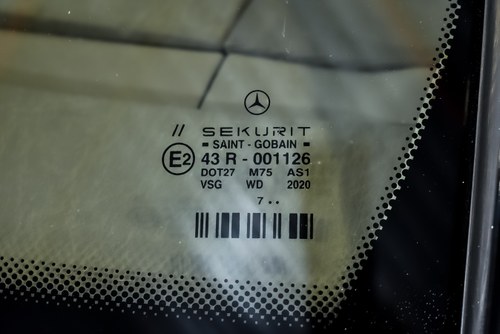 // SEKURIT
SAINT - GOBAIN
E2 43 R - 001126
DOT27 M75 AS1
VSG WD 2020
7 ..